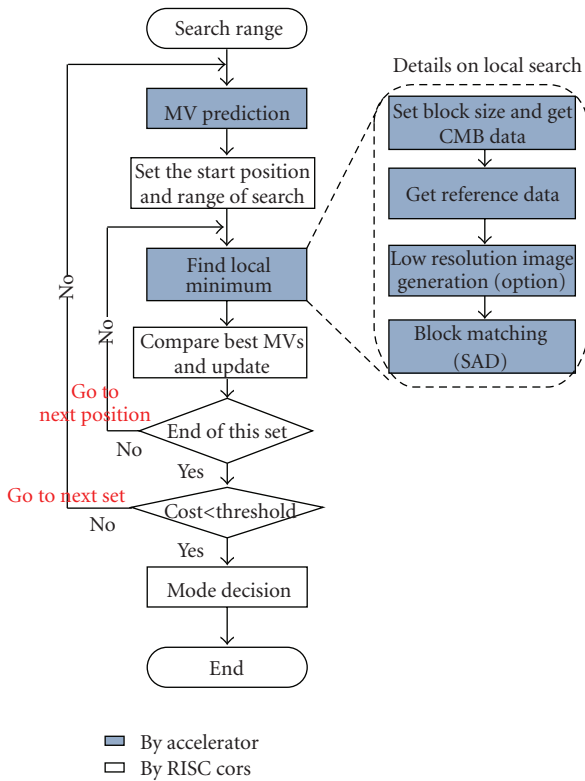 Search range
MV prediction
Set the start position
and range of search
Find local
minimum
Compare best MVs
and update
End of this set
No
Yes
Cost<threshold
No
Yes
Mode decision
End
No
No
Go to
next position
Go to next set
Details on local search
Set block size and get
CMB data
Get reference data
Low resolution image
generation (option)
Block matching
(SAD)
By accelerator
By RISC cors